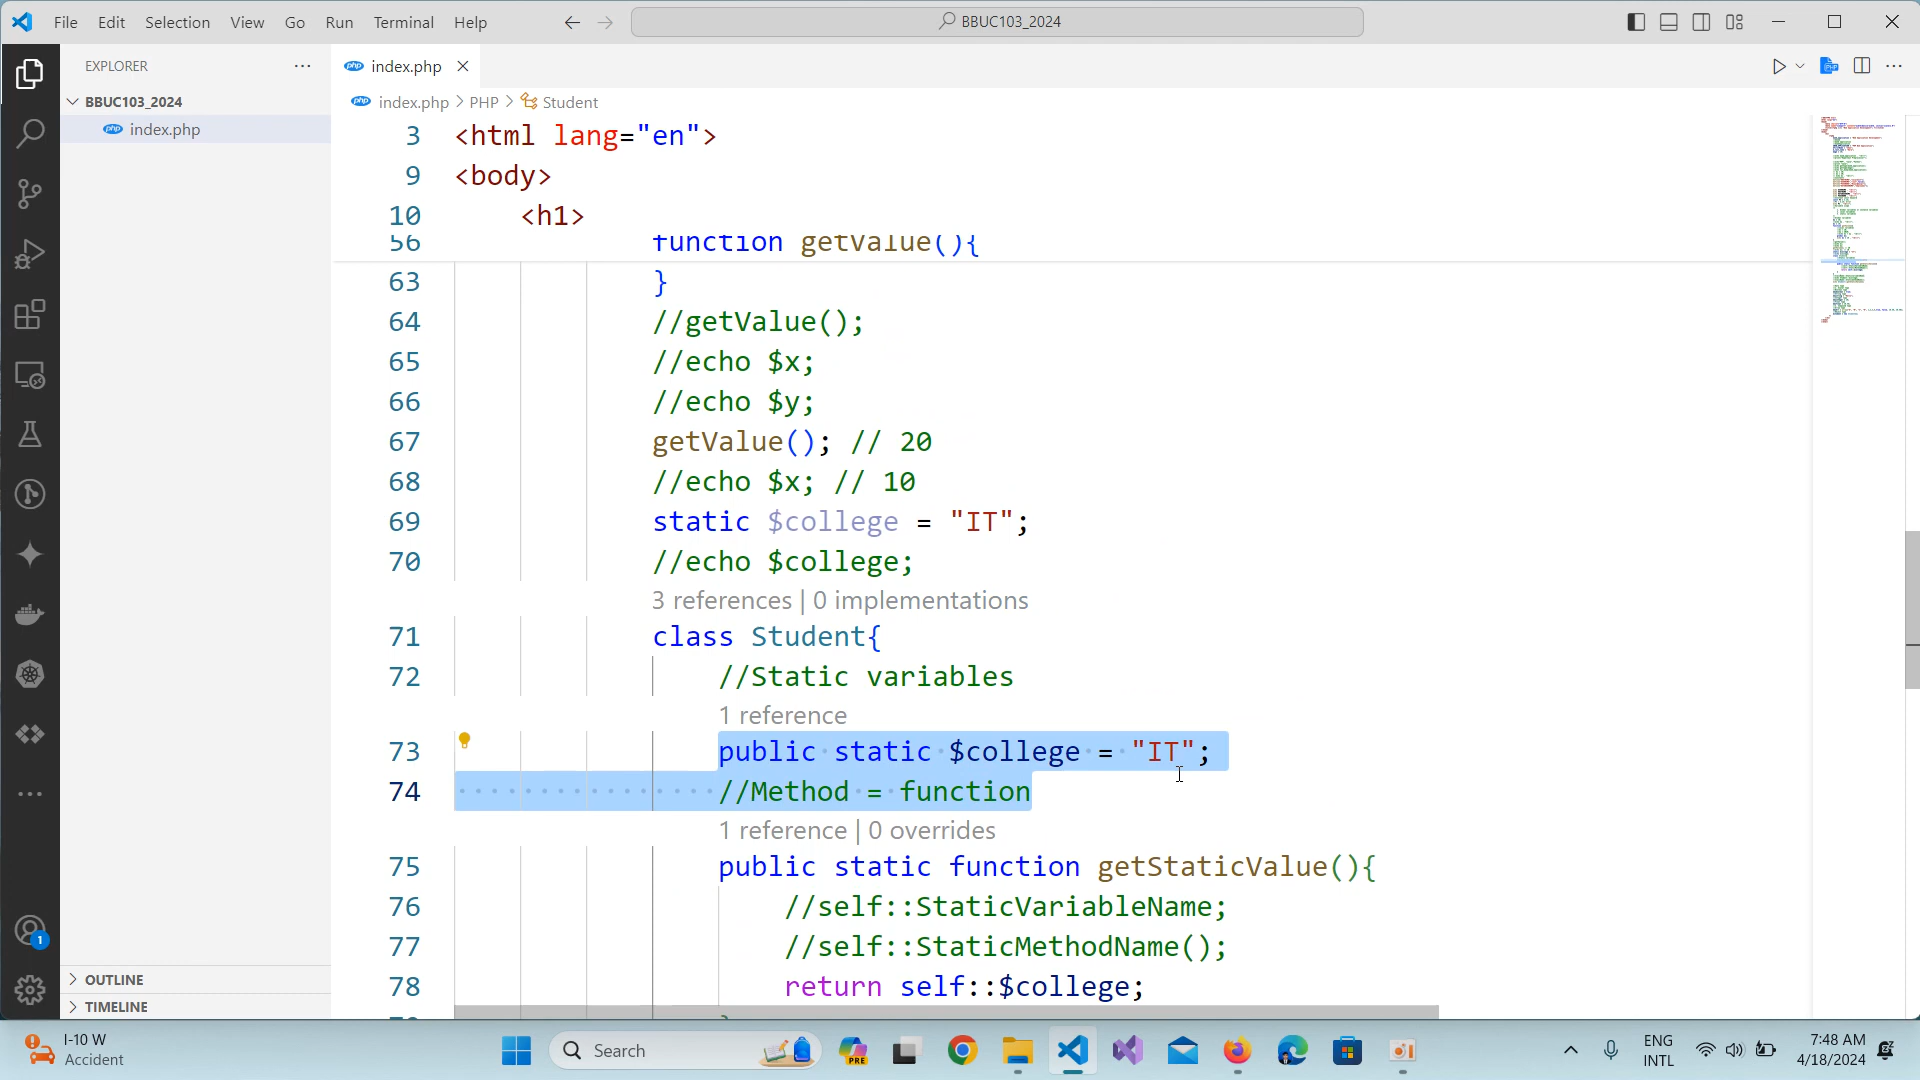 File Edit Selection View Go Run Terminal Help
BBUC103_2024
EXPLORER
index.php
BBUC103_2024
index.php
index.php > PHP > Student
3 <html lang="en">
9 <body>
10 <h1>
56 function getValue(){
63 }
64 //getValue();
65 //echo $x;
66 //echo $y;
67 getValue(); // 20
68 //echo $x; // 10
69 static $college = "IT";
70 //echo $college;
3 references | 0 implementations
71 class Student{
72 //Static variables
1 reference
73 public static $college = "IT";
74 //Method = function
1 reference | 0 overrides
75 public static function getStaticValue(){
76 //self::StaticVariableName;
77 //self::StaticMethodName();
78 return self::$college;
OUTLINE
TIMELINE
1
I-10 W
Accident
Search
PRE
ENG
INTL
7:48 AM
4/18/2024